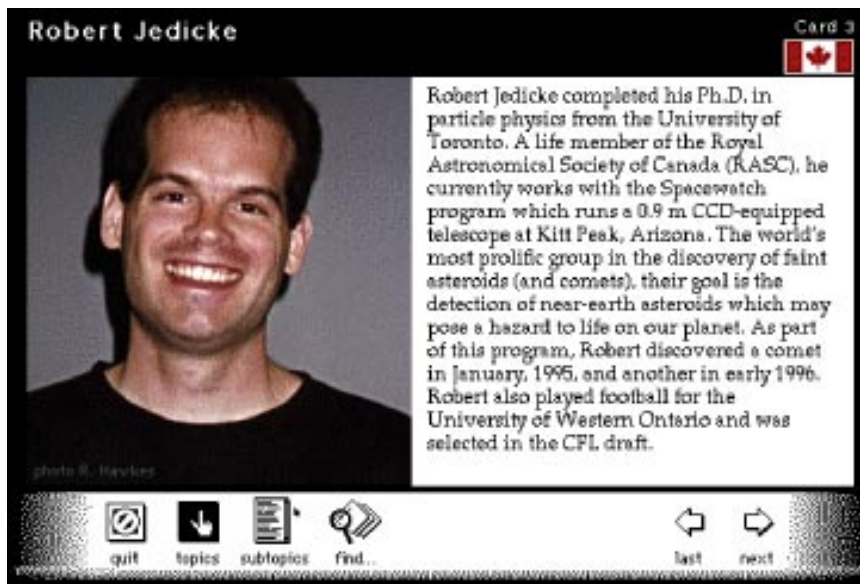 Robert Jedicke
Card 3
Robert Jedicke completed his Ph.D. in
particle physics from the University of
Toronto. A life member of the Royal
Astronomical Society of Canada (RASC), he
currently works with the Spacewatch
program which runs a 0.9 m CCD-equipped
telescope at Kitt Peak, Arizona. The world's
most prolific group in the discovery of faint
asteroids (and comets), their goal is the
detection of near-earth asteroids which may
pose a hazard to life on our planet. As part
of this program, Robert discovered a comet
in January, 1995, and another in early 1996.
Robert also played football for the
University of Western Ontario and was
selected in the CFL draft.
photo R. Hawkes
quit topics subtopics find... last next